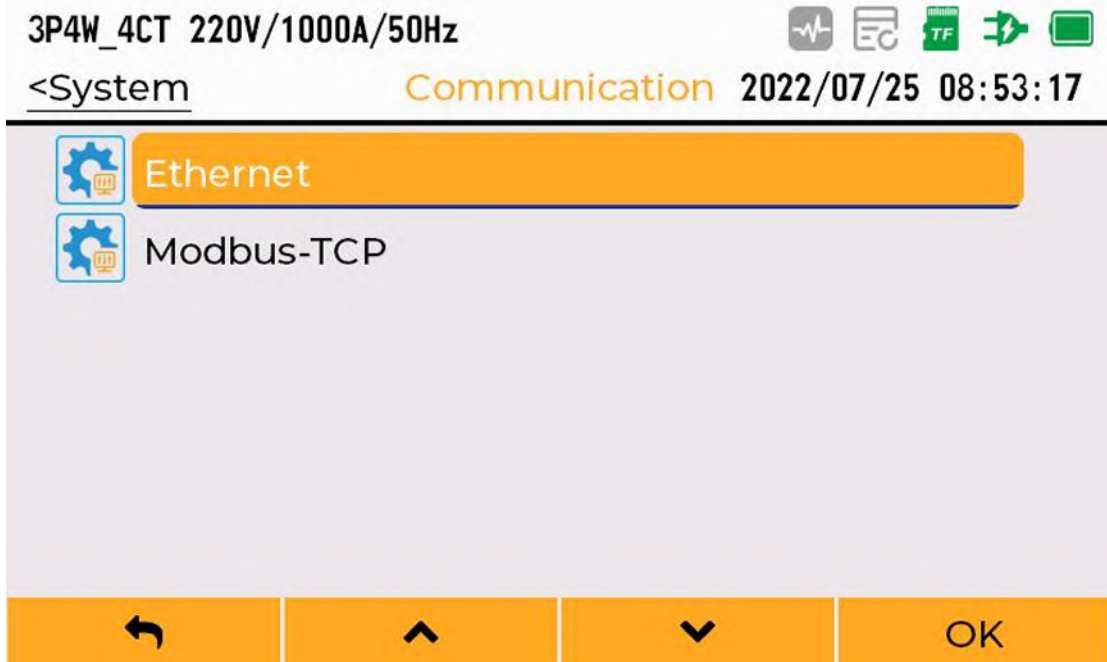 3P4W_4CT 220V/1000A/50Hz
TF
<System Communication 2022/07/25 08:53:17
Ethernet
Modbus-TCP
OK